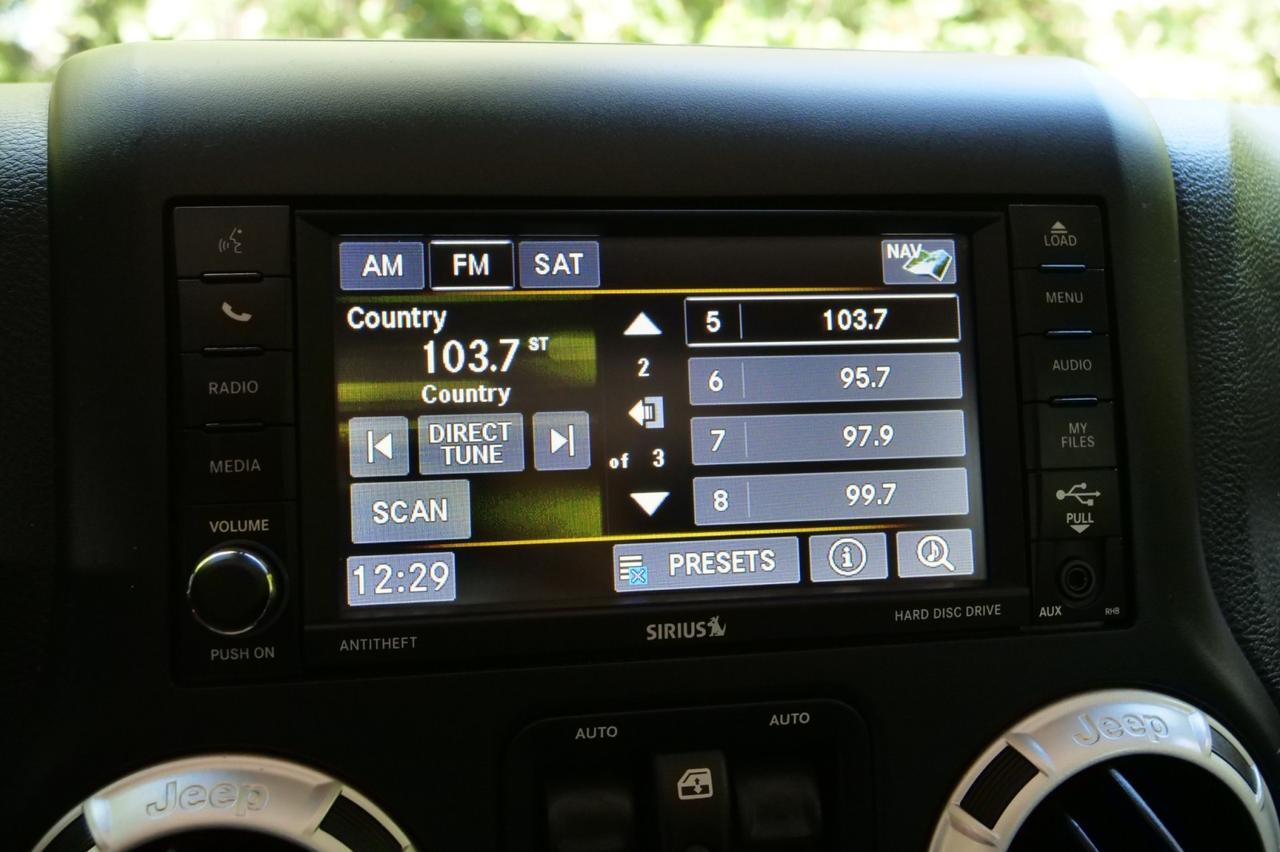 AM FM SAT NAV
Country
103.7 ST
Country
DIRECT
TUNE
SCAN
12:29
2
of 3
5 103.7
6 95.7
7 97.9
8 99.7
PRESETS
RADIO
MEDIA
VOLUME
PUSH ON
LOAD
MENU
AUDIO
MY
FILES
PULL
AUX RHB
ANTITHEFT
SIRIUS
HARD DISC DRIVE
AUTO
AUTO
Jeep
Jeep